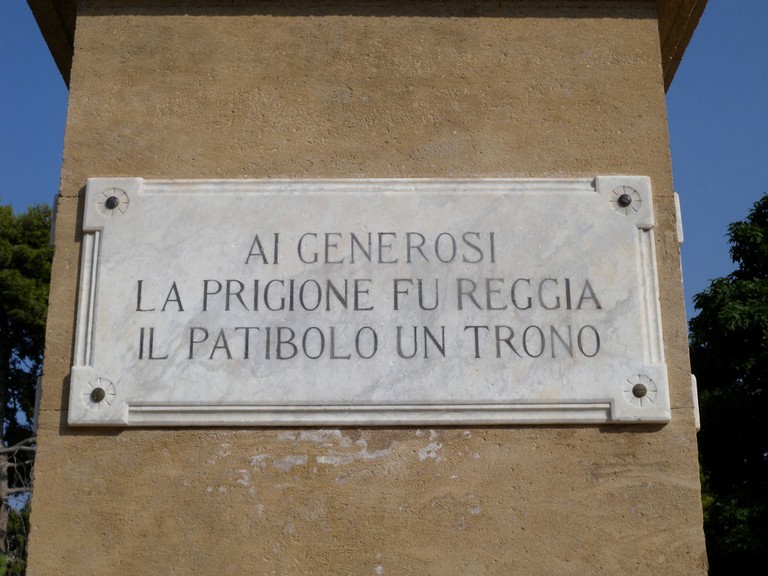 AI GENEROSI
LA PRIGIONE FU REGGIA
IL PATIBOLO UN TRONO